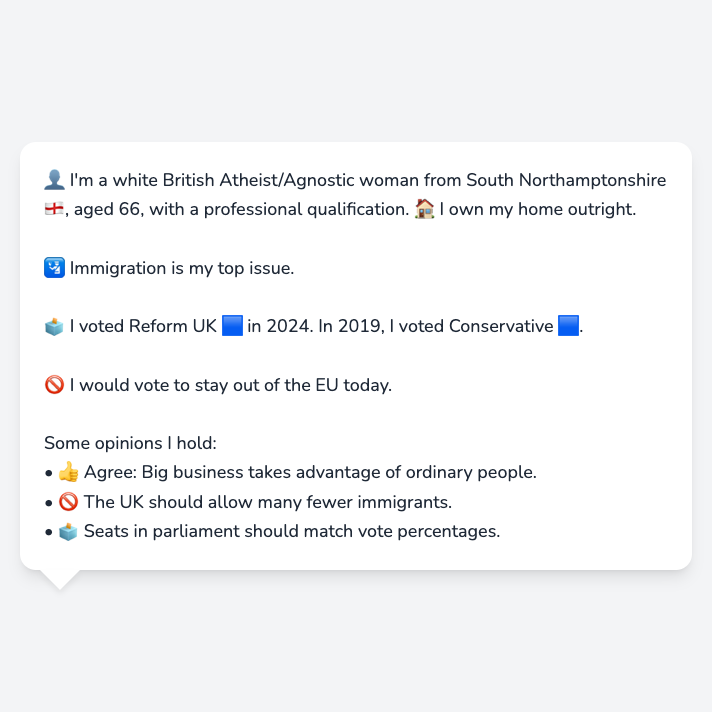 👤 I'm a white British Atheist/Agnostic woman from South Northamptonshire
🏴󠁧󠁢󠁥󠁮󠁧󠁿, aged 66, with a professional qualification. 🏠 I own my home outright.
🛂 Immigration is my top issue.
🗳️ I voted Reform UK 🟦 in 2024. In 2019, I voted Conservative 🟦.
🚫 I would vote to stay out of the EU today.
Some opinions I hold:
• 👍 Agree: Big business takes advantage of ordinary people.
• 🚫 The UK should allow many fewer immigrants.
• 🗳️ Seats in parliament should match vote percentages.